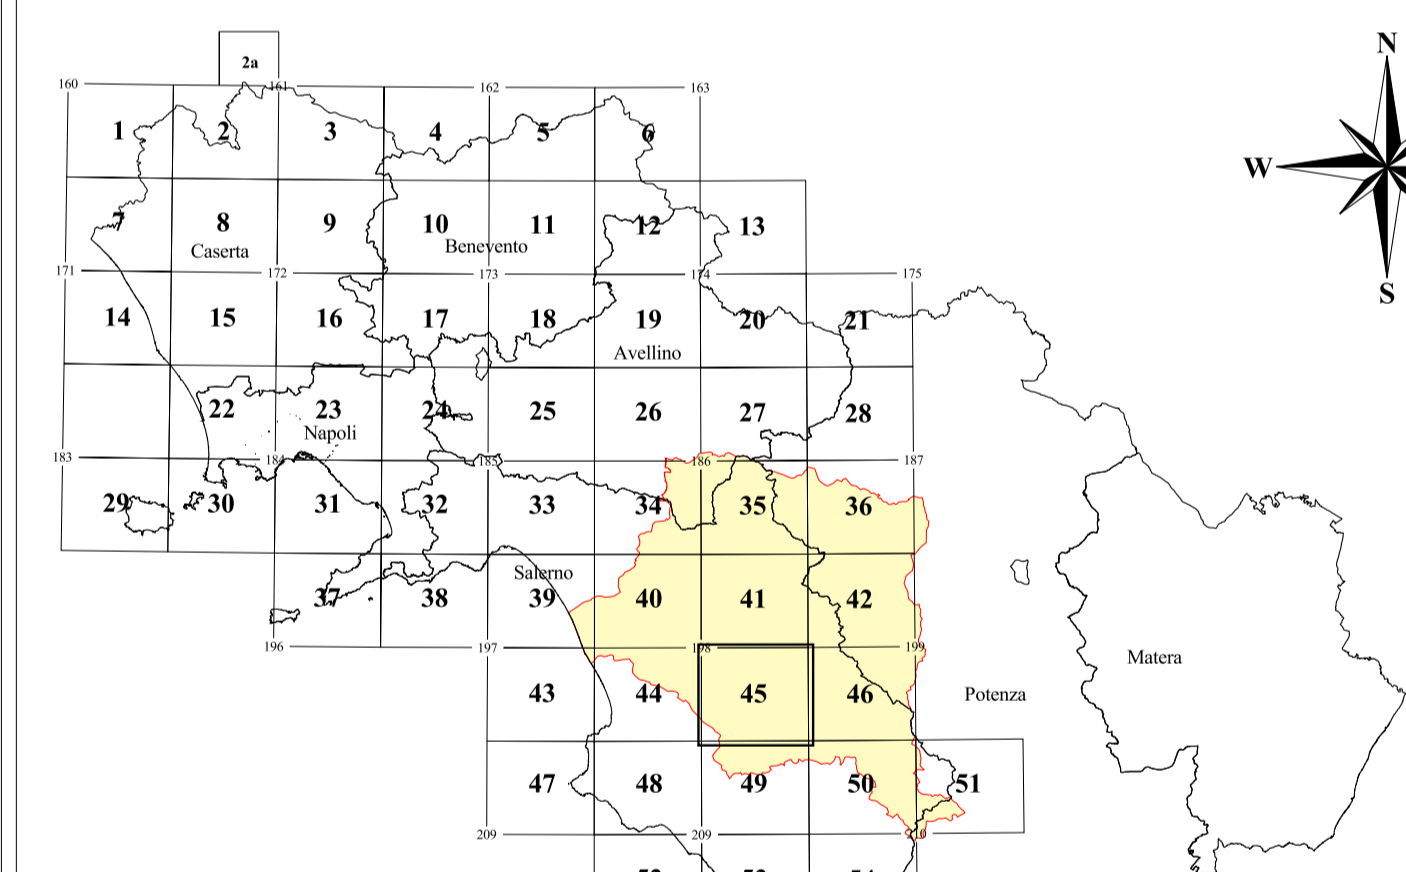 N
2a
160 161 162 163
1 2 3 4 5 6
W
7 8 9 10 11 12 13
Caserta Benevento
171 172 173 174 175
S
14 15 16 17 18 19 20 21
Avellino
22 23 24 25 26 27 28
Napoli
183 184 185 186 187
29 30 31 32 33 34 35 36
Salerno
37 38 39 40 41 42
196 197 198 199
Matera
43 44 45 46 Potenza
47 48 49 50 51
209 209 210